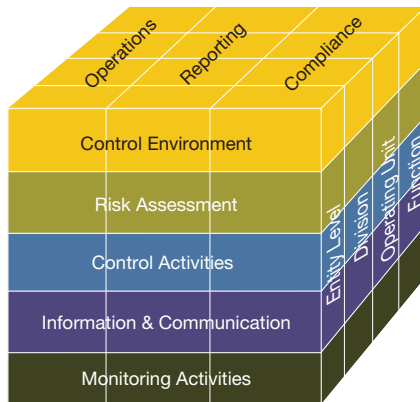 Operations
Reporting
Compliance
Control Environment
Risk Assessment
Control Activities
Information & Communication
Monitoring Activities
Entity Level
Division
Operating Unit
Function